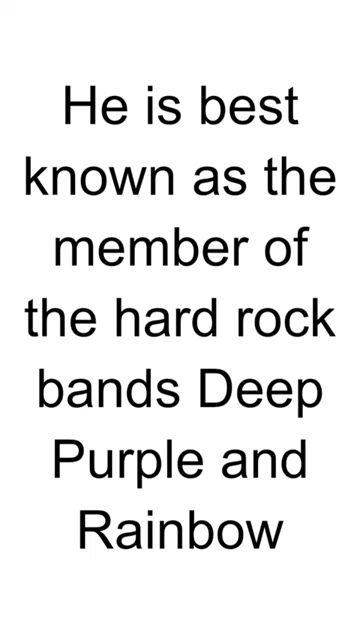 He is best
known as the
member of
the hard rock
bands Deep
Purple and
Rainbow